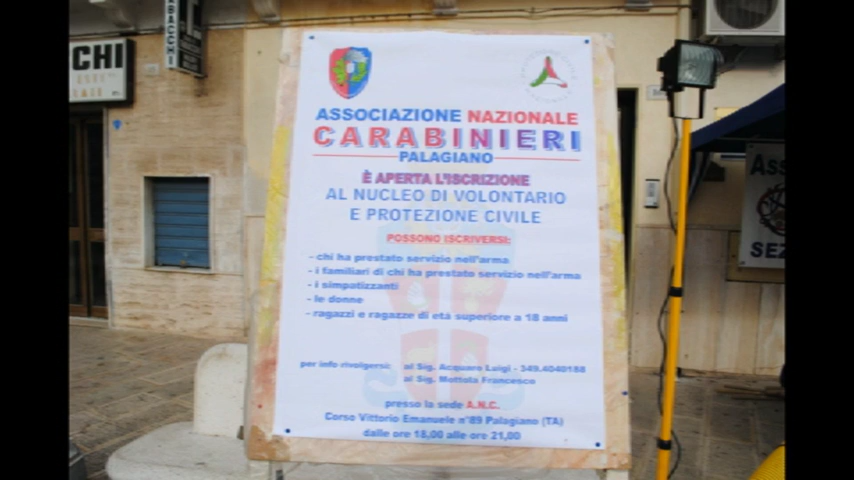 ABACCHI
CCHI
ASSOCIAZIONE NAZIONALE
CARABINIERI
PALAGIANO
È APERTA L'ISCRIZIONE
AL NUCLEO DI VOLONTARIO
E PROTEZIONE CIVILE
POSSONO ISCRIVERSI:
- chi ha prestato servizio nell'arma
- i familiari di chi ha prestato servizio nell'arma
- i simpatizzanti
- le donne
- ragazzi e ragazze di età superiore a 18 anni
per info rivolgersi: al Sig. Acquaro Luigi - 349.4040188
al Sig. Mottola Francesco
presso la sede A.N.C.
Corso Vittorio Emanuele n°89 Palagiano (TA)
dalle ore 18,00 alle ore 21,00
Ass
SEZ